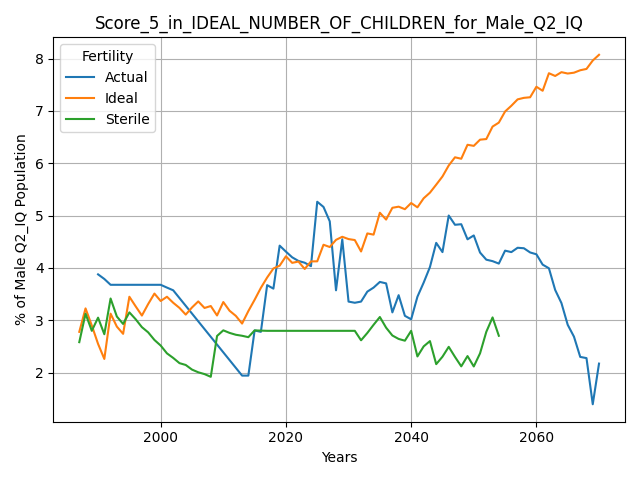 Score_5_in_IDEAL_NUMBER_OF_CHILDREN_for_Male_Q2_IQ
Fertility
Actual
Ideal
Sterile
% of Male Q2_IQ Population
8
7
6
5
4
3
2
2000 2020 2040 2060
Years